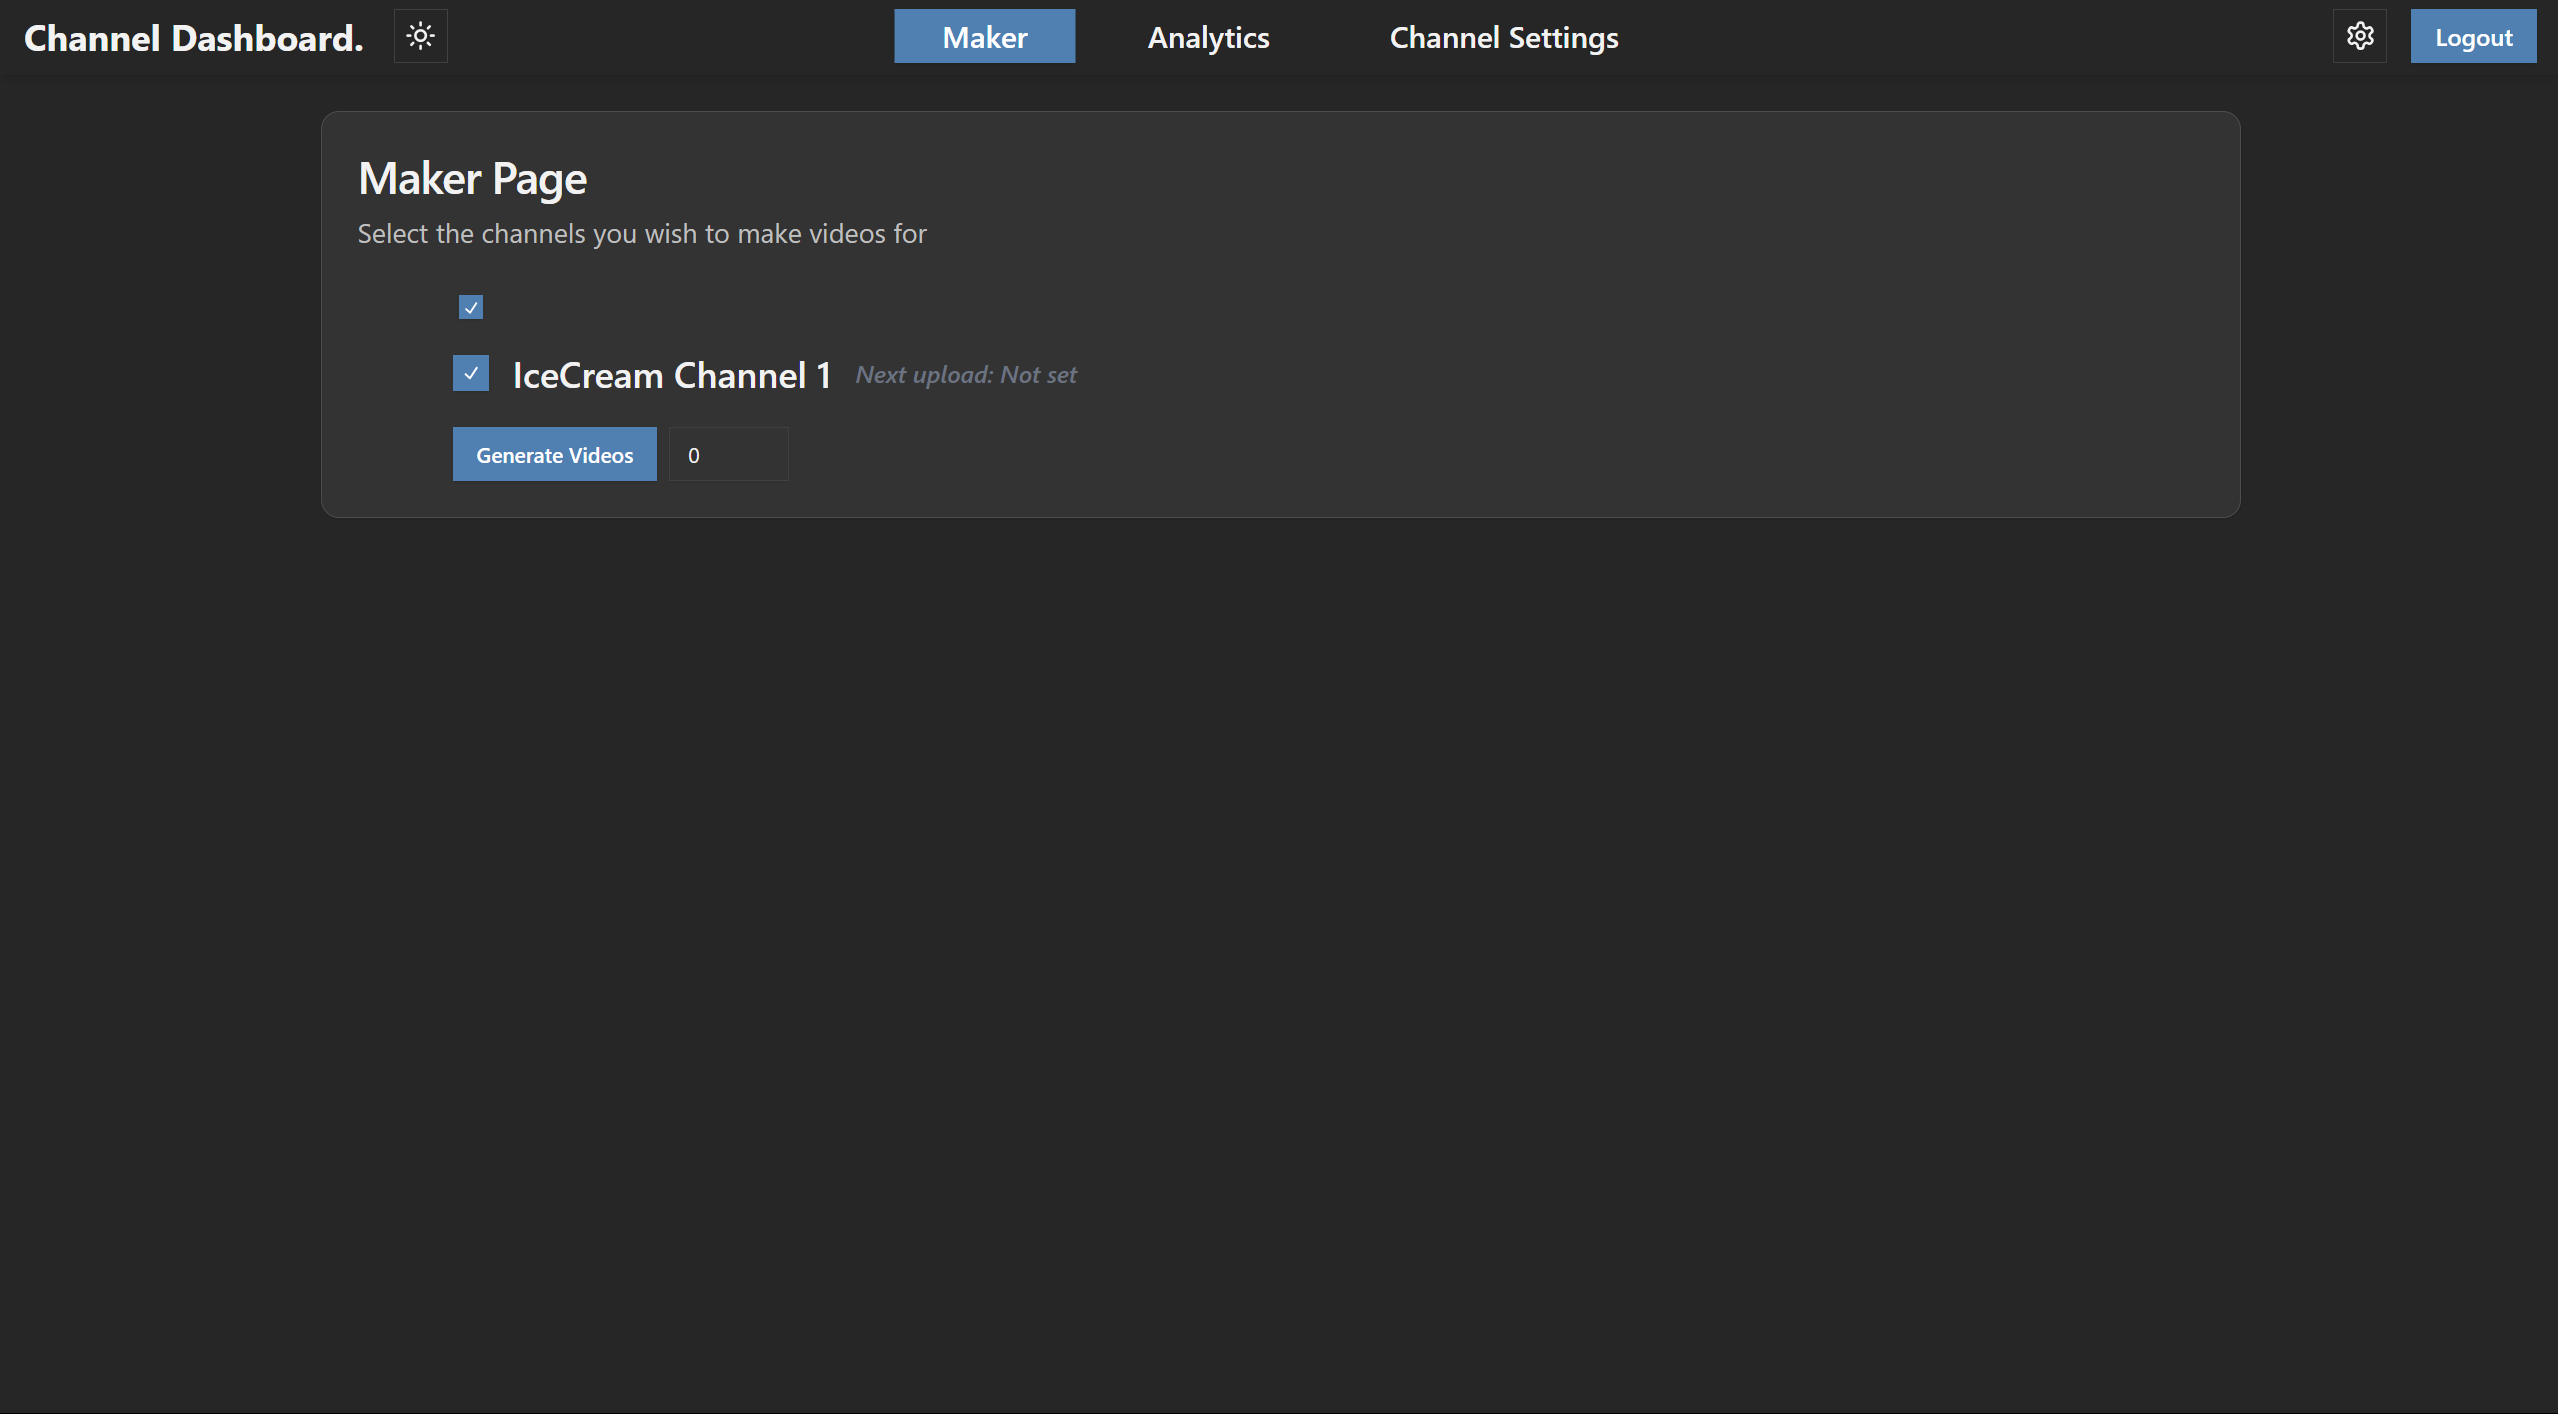 Channel Dashboard.
Maker Analytics Channel Settings
Logout
Maker Page
Select the channels you wish to make videos for
IceCream Channel 1 Next upload: Not set
Generate Videos 0